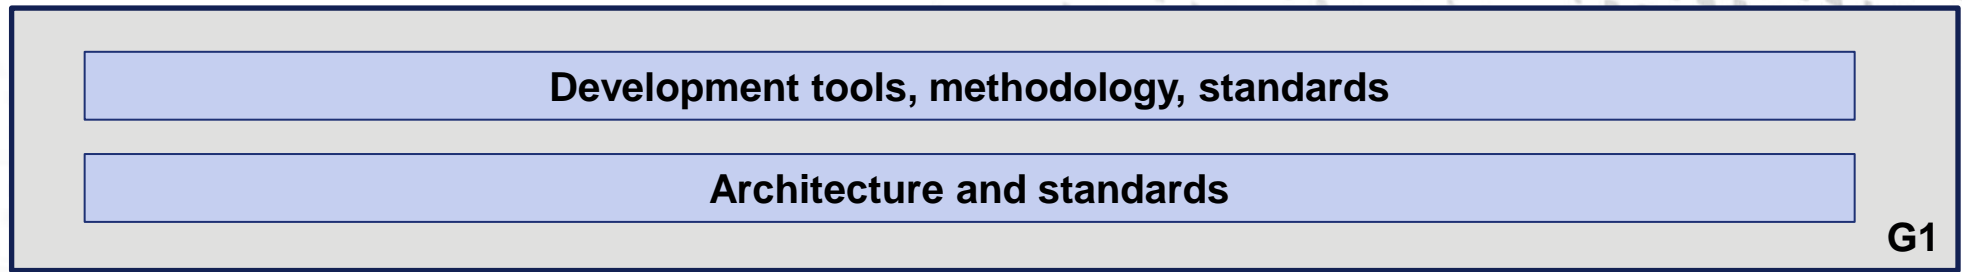 Development tools, methodology, standards
Architecture and standards
G1